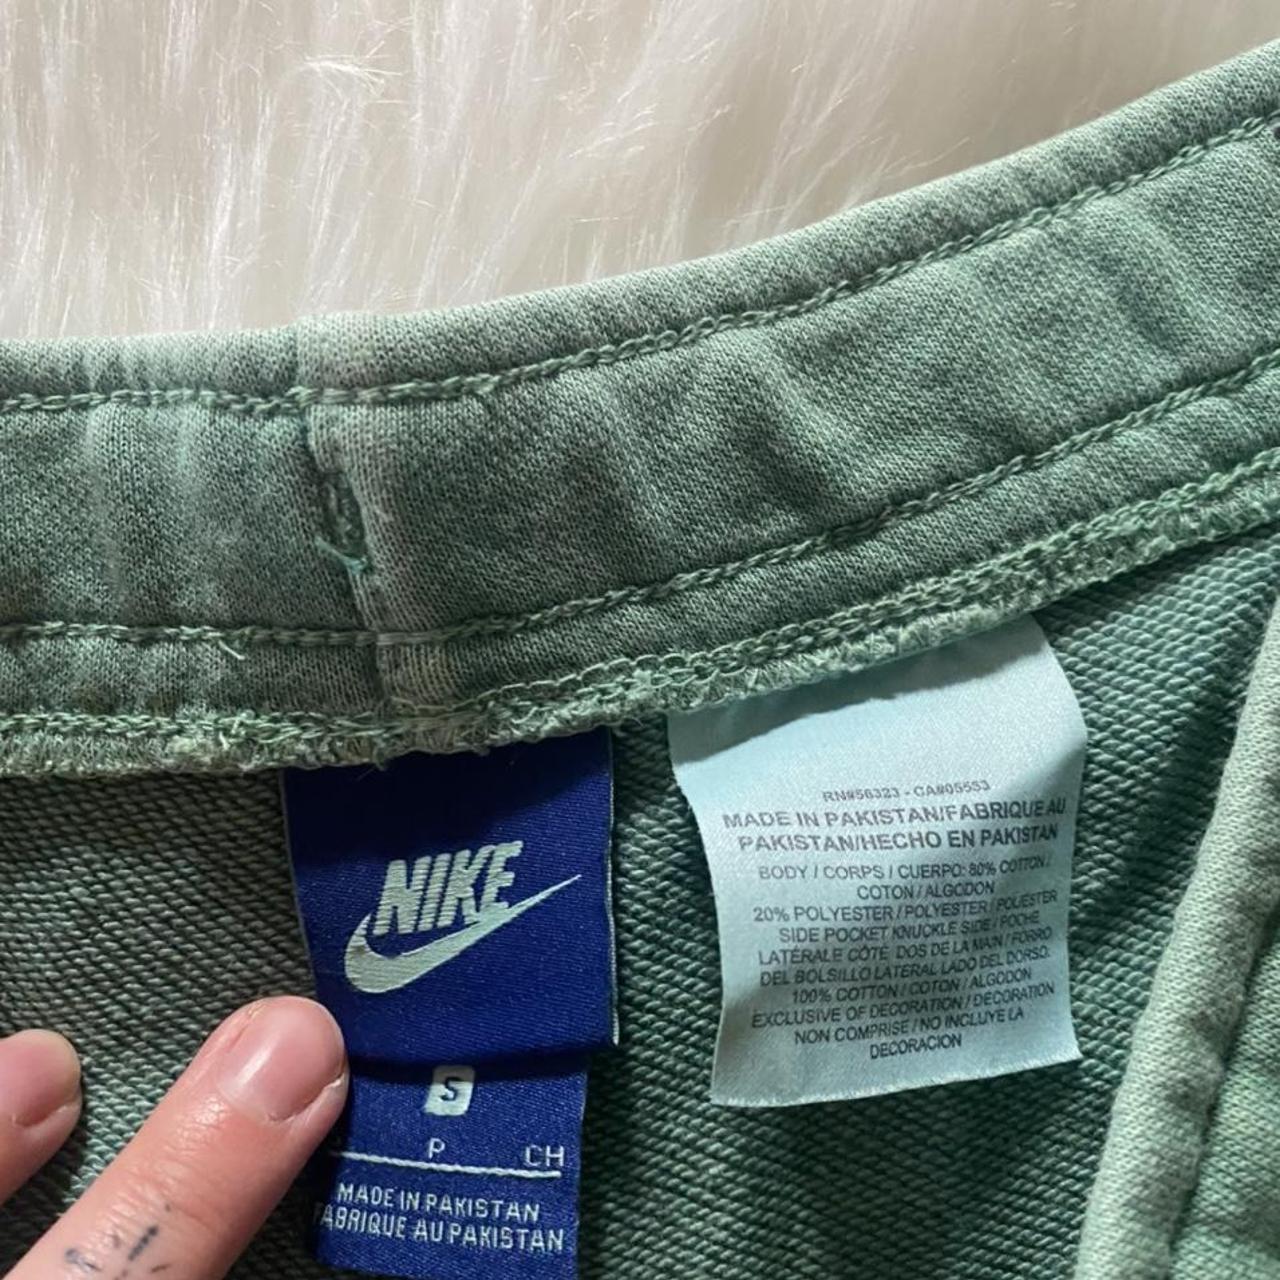 NIKE
S
P CH
MADE IN PAKISTAN
FABRIQUE AU PAKISTAN
RN#56323 - CA#05553
MADE IN PAKISTAN/FABRIQUE AU
PAKISTAN/HECHO EN PAKISTAN
BODY / CORPS / CUERPO: 80% COTTON /
COTON / ALGODON
20% POLYESTER / POLYESTER / POLIESTER
SIDE POCKET KNUCKLE SIDE / POCHE
LATÉRALE CÔTÉ DOS DE LA MAIN / FORRO
DEL BOLSILLO LATERAL LADO DEL DORSO:
100% COTTON / COTON / ALGODON
EXCLUSIVE OF DECORATION / DECORATION
NON COMPRISE / NO INCLUYE LA
DECORACION